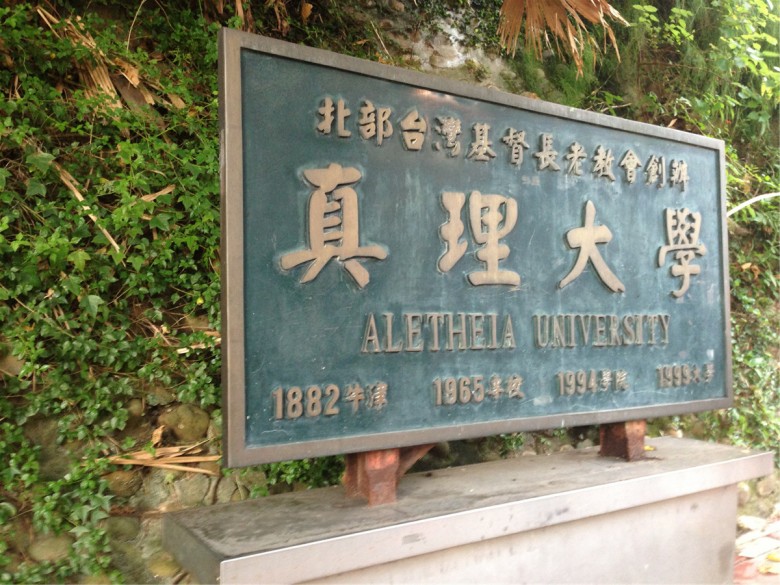 北部台灣基督長老教會創辦
真理大學
ALETHEIA UNIVERSITY
1882牛津 1965專校 1994學院 1999大學